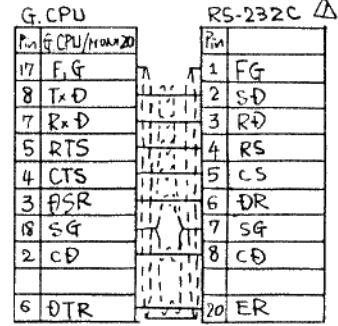 G.CPU RS-232C
Pin G.CPU/ Pin
17 F,G 1 FG
8 TxD 2 SD
7 RxD 3 RD
5 RTS 4 RS
4 CTS 5 CS
3 DSR 6 DR
18 SG 7 SG
2 CD 8 CD
6 DTR 20 ER